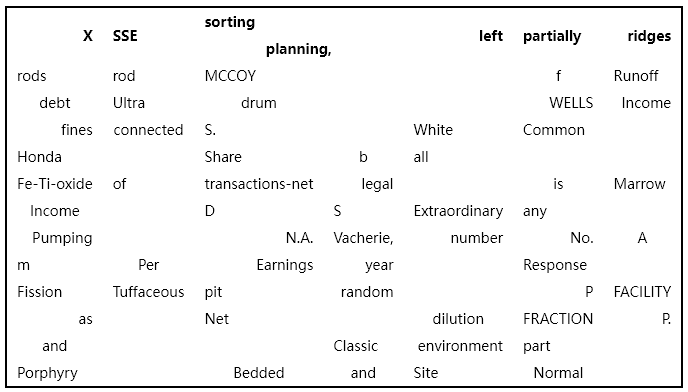 X SSE sorting planning, left partially ridges
rods rod MCCOY f Runoff
debt Ultra drum WELLS Income
fines connected S. White Common
Honda Share b all
Fe-Ti-oxide of transactions-net legal is Marrow
Income D S Extraordinary any
Pumping N.A. Vacherie, number No. A
m Per Earnings year Response
Fission Tuffaceous pit random P FACILITY
as Net dilution FRACTION P.
and Classic environment part
Porphyry Bedded and Site Normal